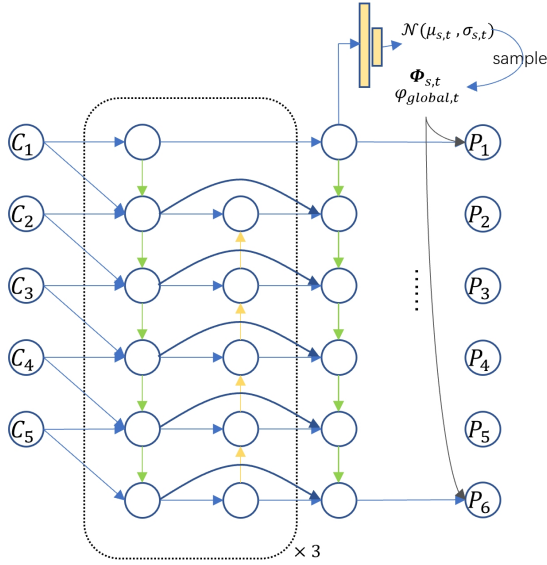 𝒩(μ_{s,t} , σ_{s,t})
sample
Φ_{s,t}
φ_{global,t}
C_1
P_1
C_2
P_2
C_3
P_3
C_4
P_4
C_5
P_5
P_6
× 3